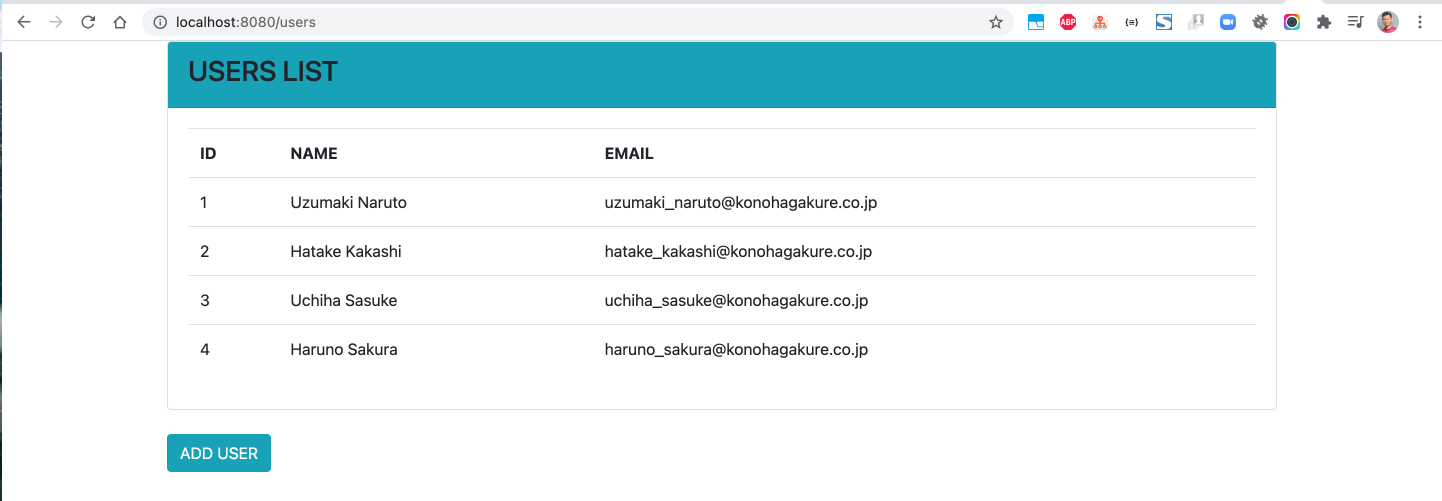 localhost:8080/users
ABP
{=}
S
USERS LIST
ID NAME EMAIL
1 Uzumaki Naruto uzumaki_naruto@konohagakure.co.jp
2 Hatake Kakashi hatake_kakashi@konohagakure.co.jp
3 Uchiha Sasuke uchiha_sasuke@konohagakure.co.jp
4 Haruno Sakura haruno_sakura@konohagakure.co.jp
ADD USER